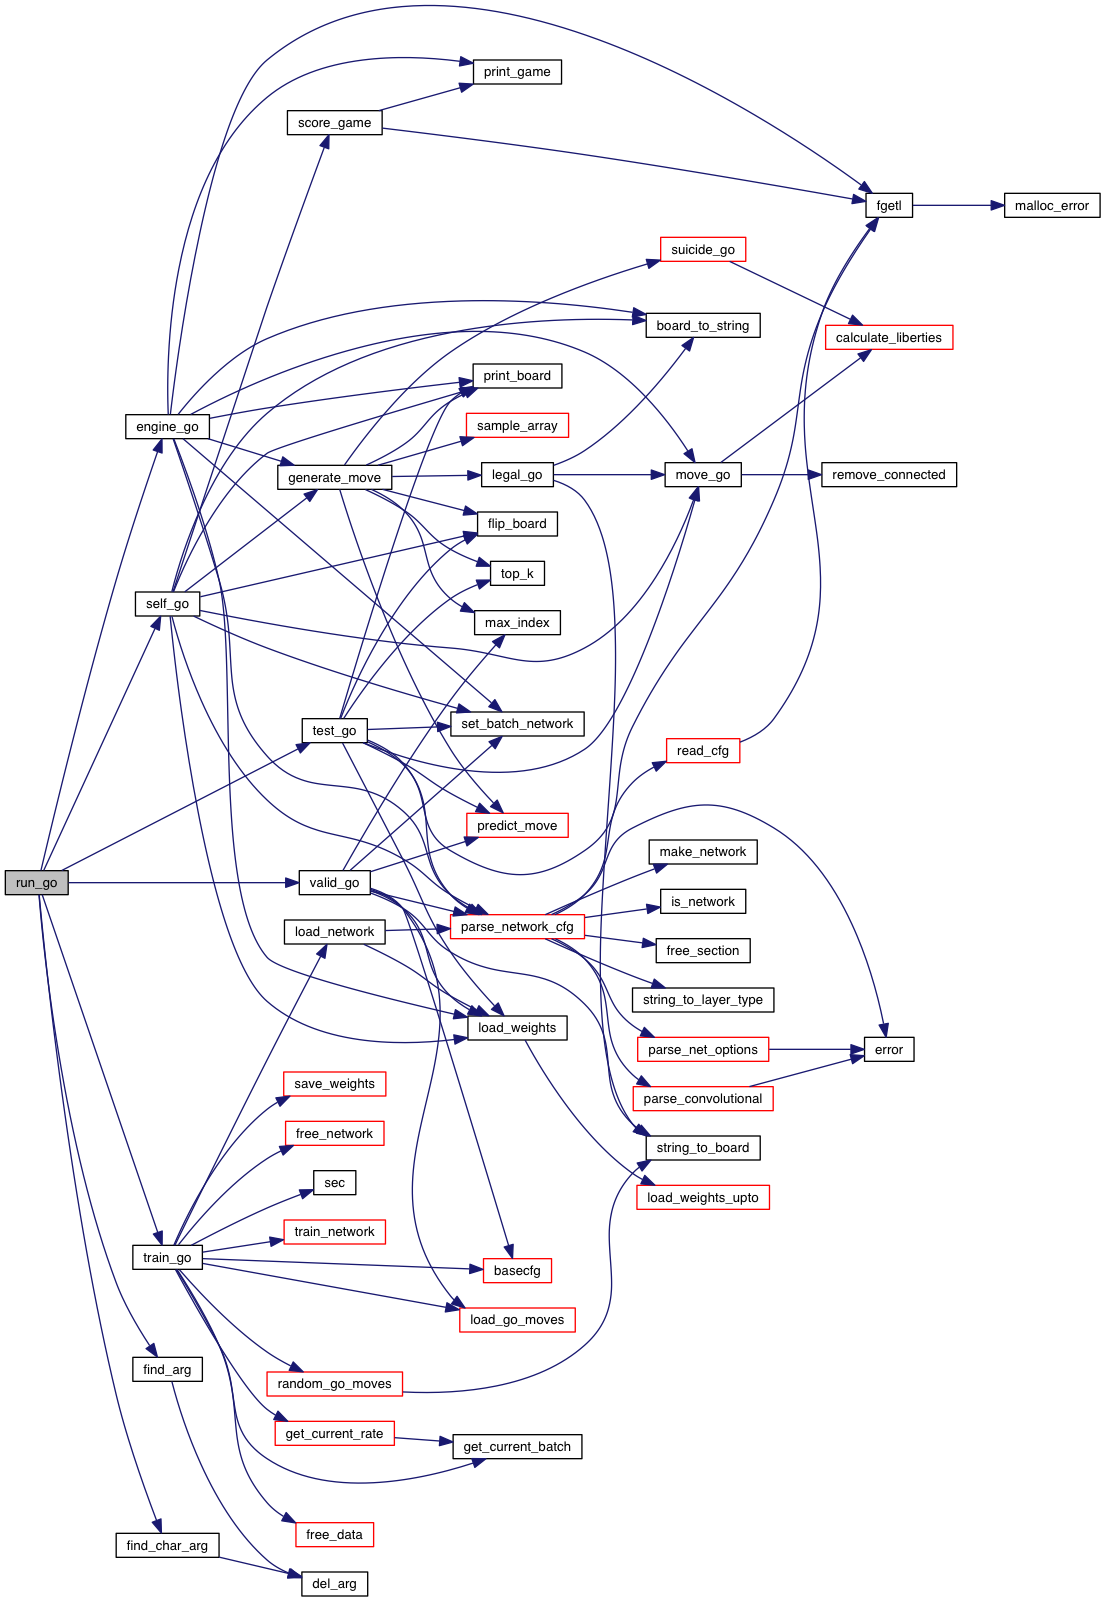 print_game
score_game
fgetl
malloc_error
suicide_go
board_to_string
calculate_liberties
print_board
engine_go
sample_array
generate_move
legal_go
move_go
remove_connected
flip_board
top_k
self_go
max_index
set_batch_network
test_go
read_cfg
predict_move
make_network
run_go
valid_go
is_network
parse_network_cfg
load_network
free_section
string_to_layer_type
load_weights
parse_net_options
error
save_weights
parse_convolutional
free_network
string_to_board
sec
load_weights_upto
train_network
train_go
basecfg
load_go_moves
find_arg
random_go_moves
get_current_rate
get_current_batch
free_data
find_char_arg
del_arg